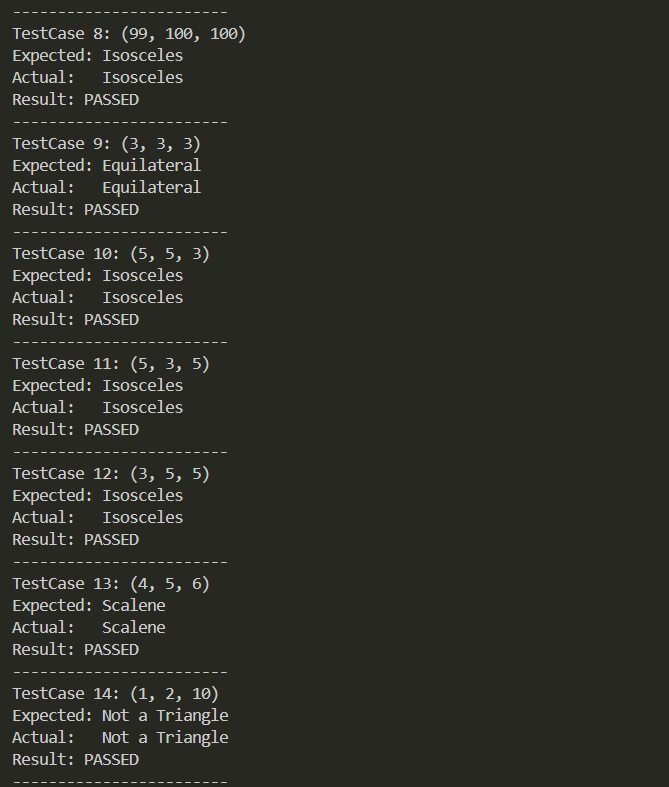 ------------------------
TestCase 8: (99, 100, 100)
Expected: Isosceles
Actual:   Isosceles
Result: PASSED
------------------------
TestCase 9: (3, 3, 3)
Expected: Equilateral
Actual:   Equilateral
Result: PASSED
------------------------
TestCase 10: (5, 5, 3)
Expected: Isosceles
Actual:   Isosceles
Result: PASSED
------------------------
TestCase 11: (5, 3, 5)
Expected: Isosceles
Actual:   Isosceles
Result: PASSED
------------------------
TestCase 12: (3, 5, 5)
Expected: Isosceles
Actual:   Isosceles
Result: PASSED
------------------------
TestCase 13: (4, 5, 6)
Expected: Scalene
Actual:   Scalene
Result: PASSED
------------------------
TestCase 14: (1, 2, 10)
Expected: Not a Triangle
Actual:   Not a Triangle
Result: PASSED
------------------------